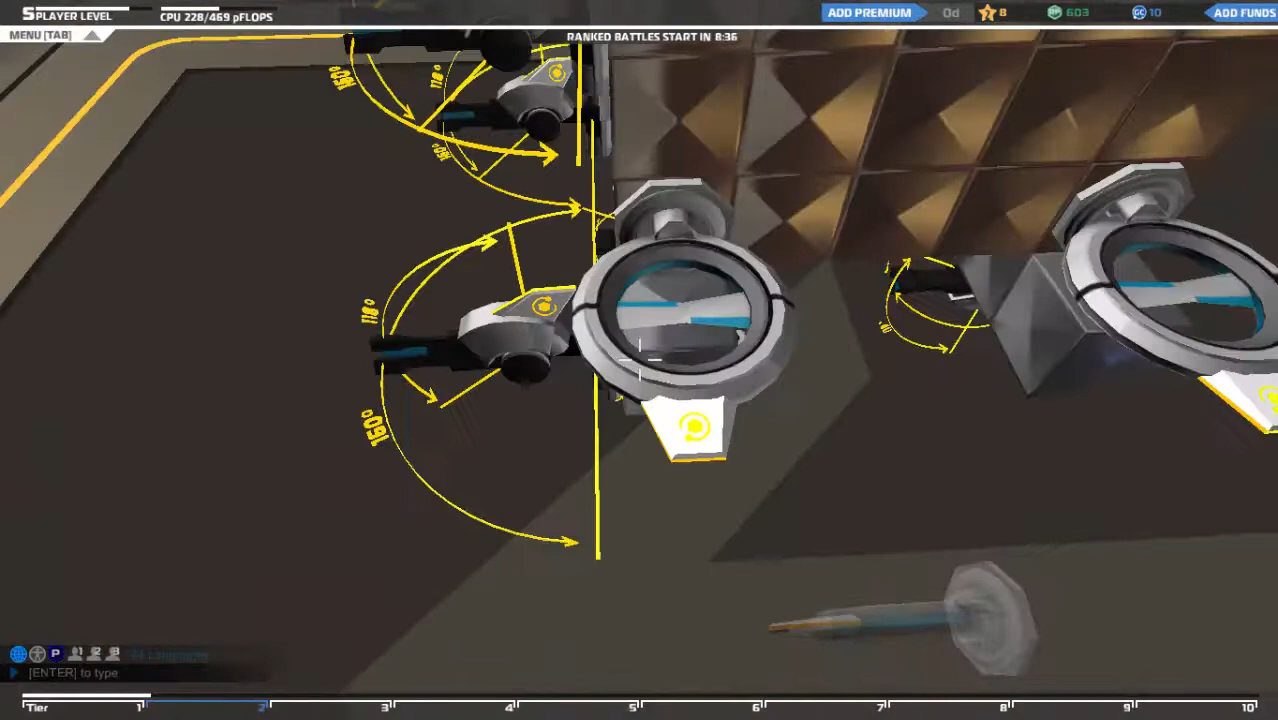 5 PLAYER LEVEL
CPU 228/469 pFLOPS
ADD PREMIUM
0d
8
603
GC 10
ADD FUNDS
MENU [TAB]
RANKED BATTLES START IN 8:36
160°
118°
118°
160°
P
[ENTER] to type
Tier 1 2 3 4 5 6 7 8 9 10